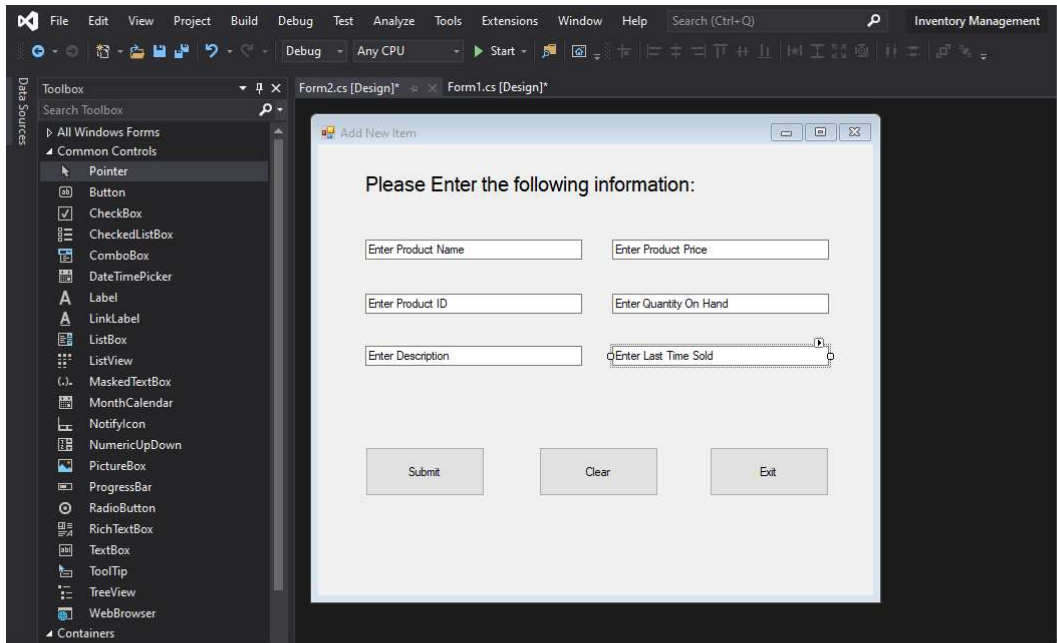 File Edit View Project Build Debug Test Analyze Tools Extensions Window Help Search (Ctrl+Q) Inventory Management
Debug Any CPU Start
Data Sources
Toolbox
Search Toolbox
All Windows Forms
Common Controls
Pointer
Button
CheckBox
CheckedListBox
ComboBox
DateTimePicker
Label
LinkLabel
ListBox
ListView
MaskedTextBox
MonthCalendar
NotifyIcon
NumericUpDown
PictureBox
ProgressBar
RadioButton
RichTextBox
TextBox
ToolTip
TreeView
WebBrowser
Containers
Form2.cs [Design]* Form1.cs [Design]*
Add New Item
Please Enter the following information:
Enter Product Name Enter Product Price
Enter Product ID Enter Quantity On Hand
Enter Description Enter Last Time Sold
Submit Clear Exit